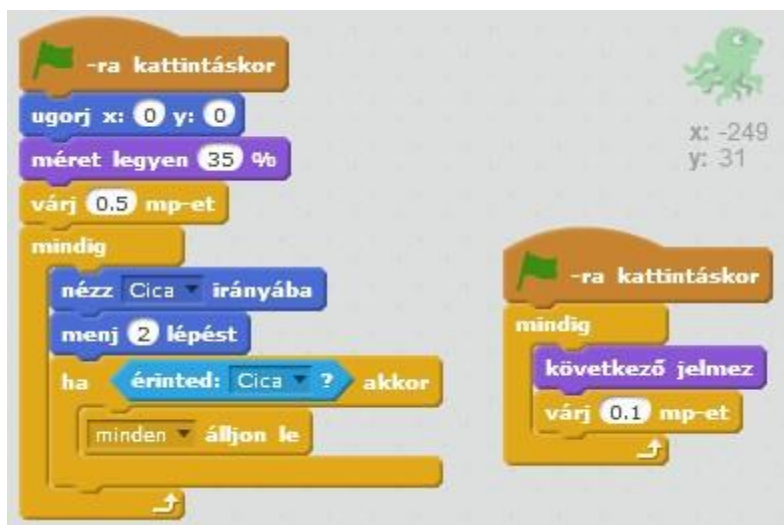 -ra kattintáskor
ugorj x: 0 y: 0
méret legyen 35 %
várj 0.5 mp-et
mindig
nézz Cica irányába
menj 2 lépést
ha érinted: Cica ? akkor
minden álljon le
x: -249
y: 31
-ra kattintáskor
mindig
következő jelmez
várj 0.1 mp-et